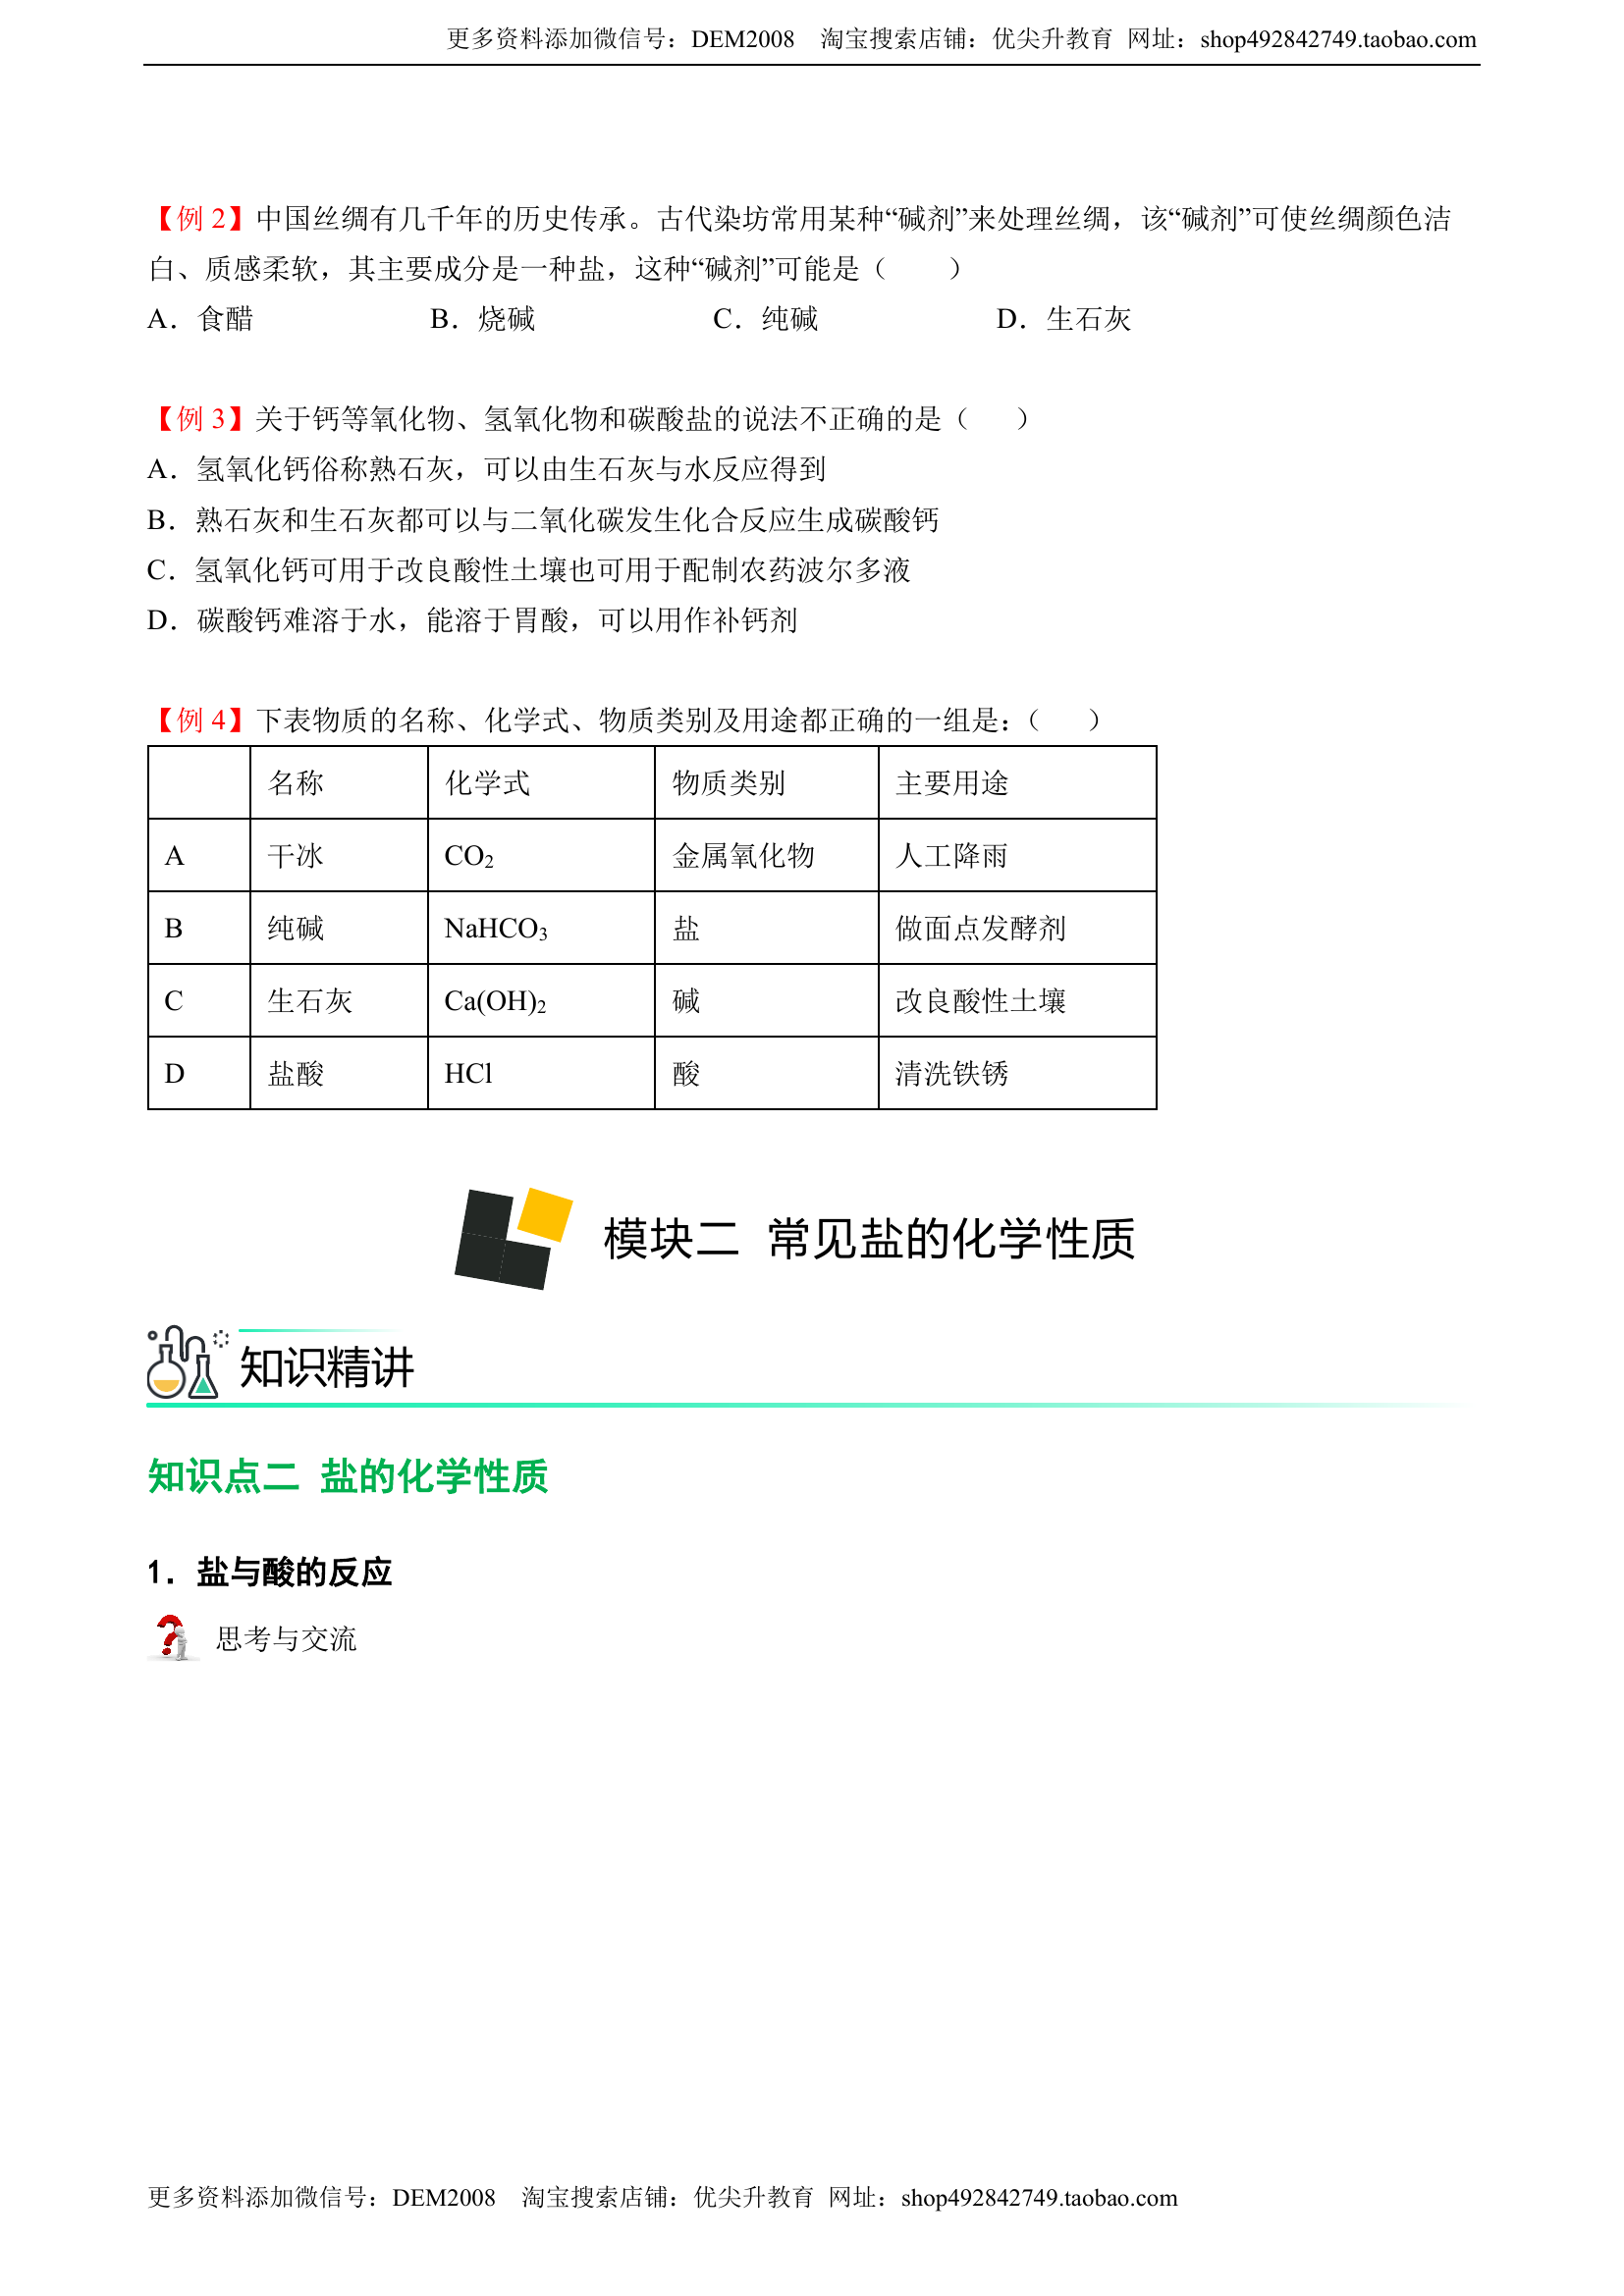 更多资料添加微信号：DEM2008 淘宝搜索店铺：优尖升教育 网址：shop492842749.taobao.com
【例 2】中国丝绸有几千年的历史传承。古代染坊常用某种“碱剂”来处理丝绸，该“碱剂”可使丝绸颜色洁
白、质感柔软，其主要成分是一种盐，这种“碱剂”可能是（ ）
A．食醋 B．烧碱 C．纯碱 D．生石灰
【例 3】关于钙等氧化物、氢氧化物和碳酸盐的说法不正确的是（ ）
A．氢氧化钙俗称熟石灰，可以由生石灰与水反应得到
B．熟石灰和生石灰都可以与二氧化碳发生化合反应生成碳酸钙
C．氢氧化钙可用于改良酸性土壤也可用于配制农药波尔多液
D．碳酸钙难溶于水，能溶于胃酸，可以用作补钙剂
【例 4】下表物质的名称、化学式、物质类别及用途都正确的一组是：（ ）
名称 化学式 物质类别 主要用途
A 干冰 CO₂ 金属氧化物 人工降雨
B 纯碱 NaHCO₃ 盐 做面点发酵剂
C 生石灰 Ca(OH)₂ 碱 改良酸性土壤
D 盐酸 HCl 酸 清洗铁锈
模块二 常见盐的化学性质
知识精讲
知识点二 盐的化学性质
1．盐与酸的反应
思考与交流
更多资料添加微信号：DEM2008 淘宝搜索店铺：优尖升教育 网址：shop492842749.taobao.com